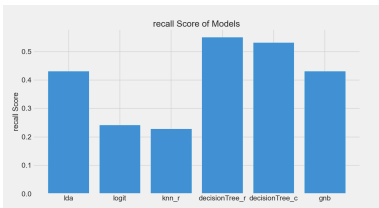 recall Score of Models
recall Score
0.5
0.4
0.3
0.2
0.1
0.0
lda logit knn_r decisionTree_r decisionTree_c gnb